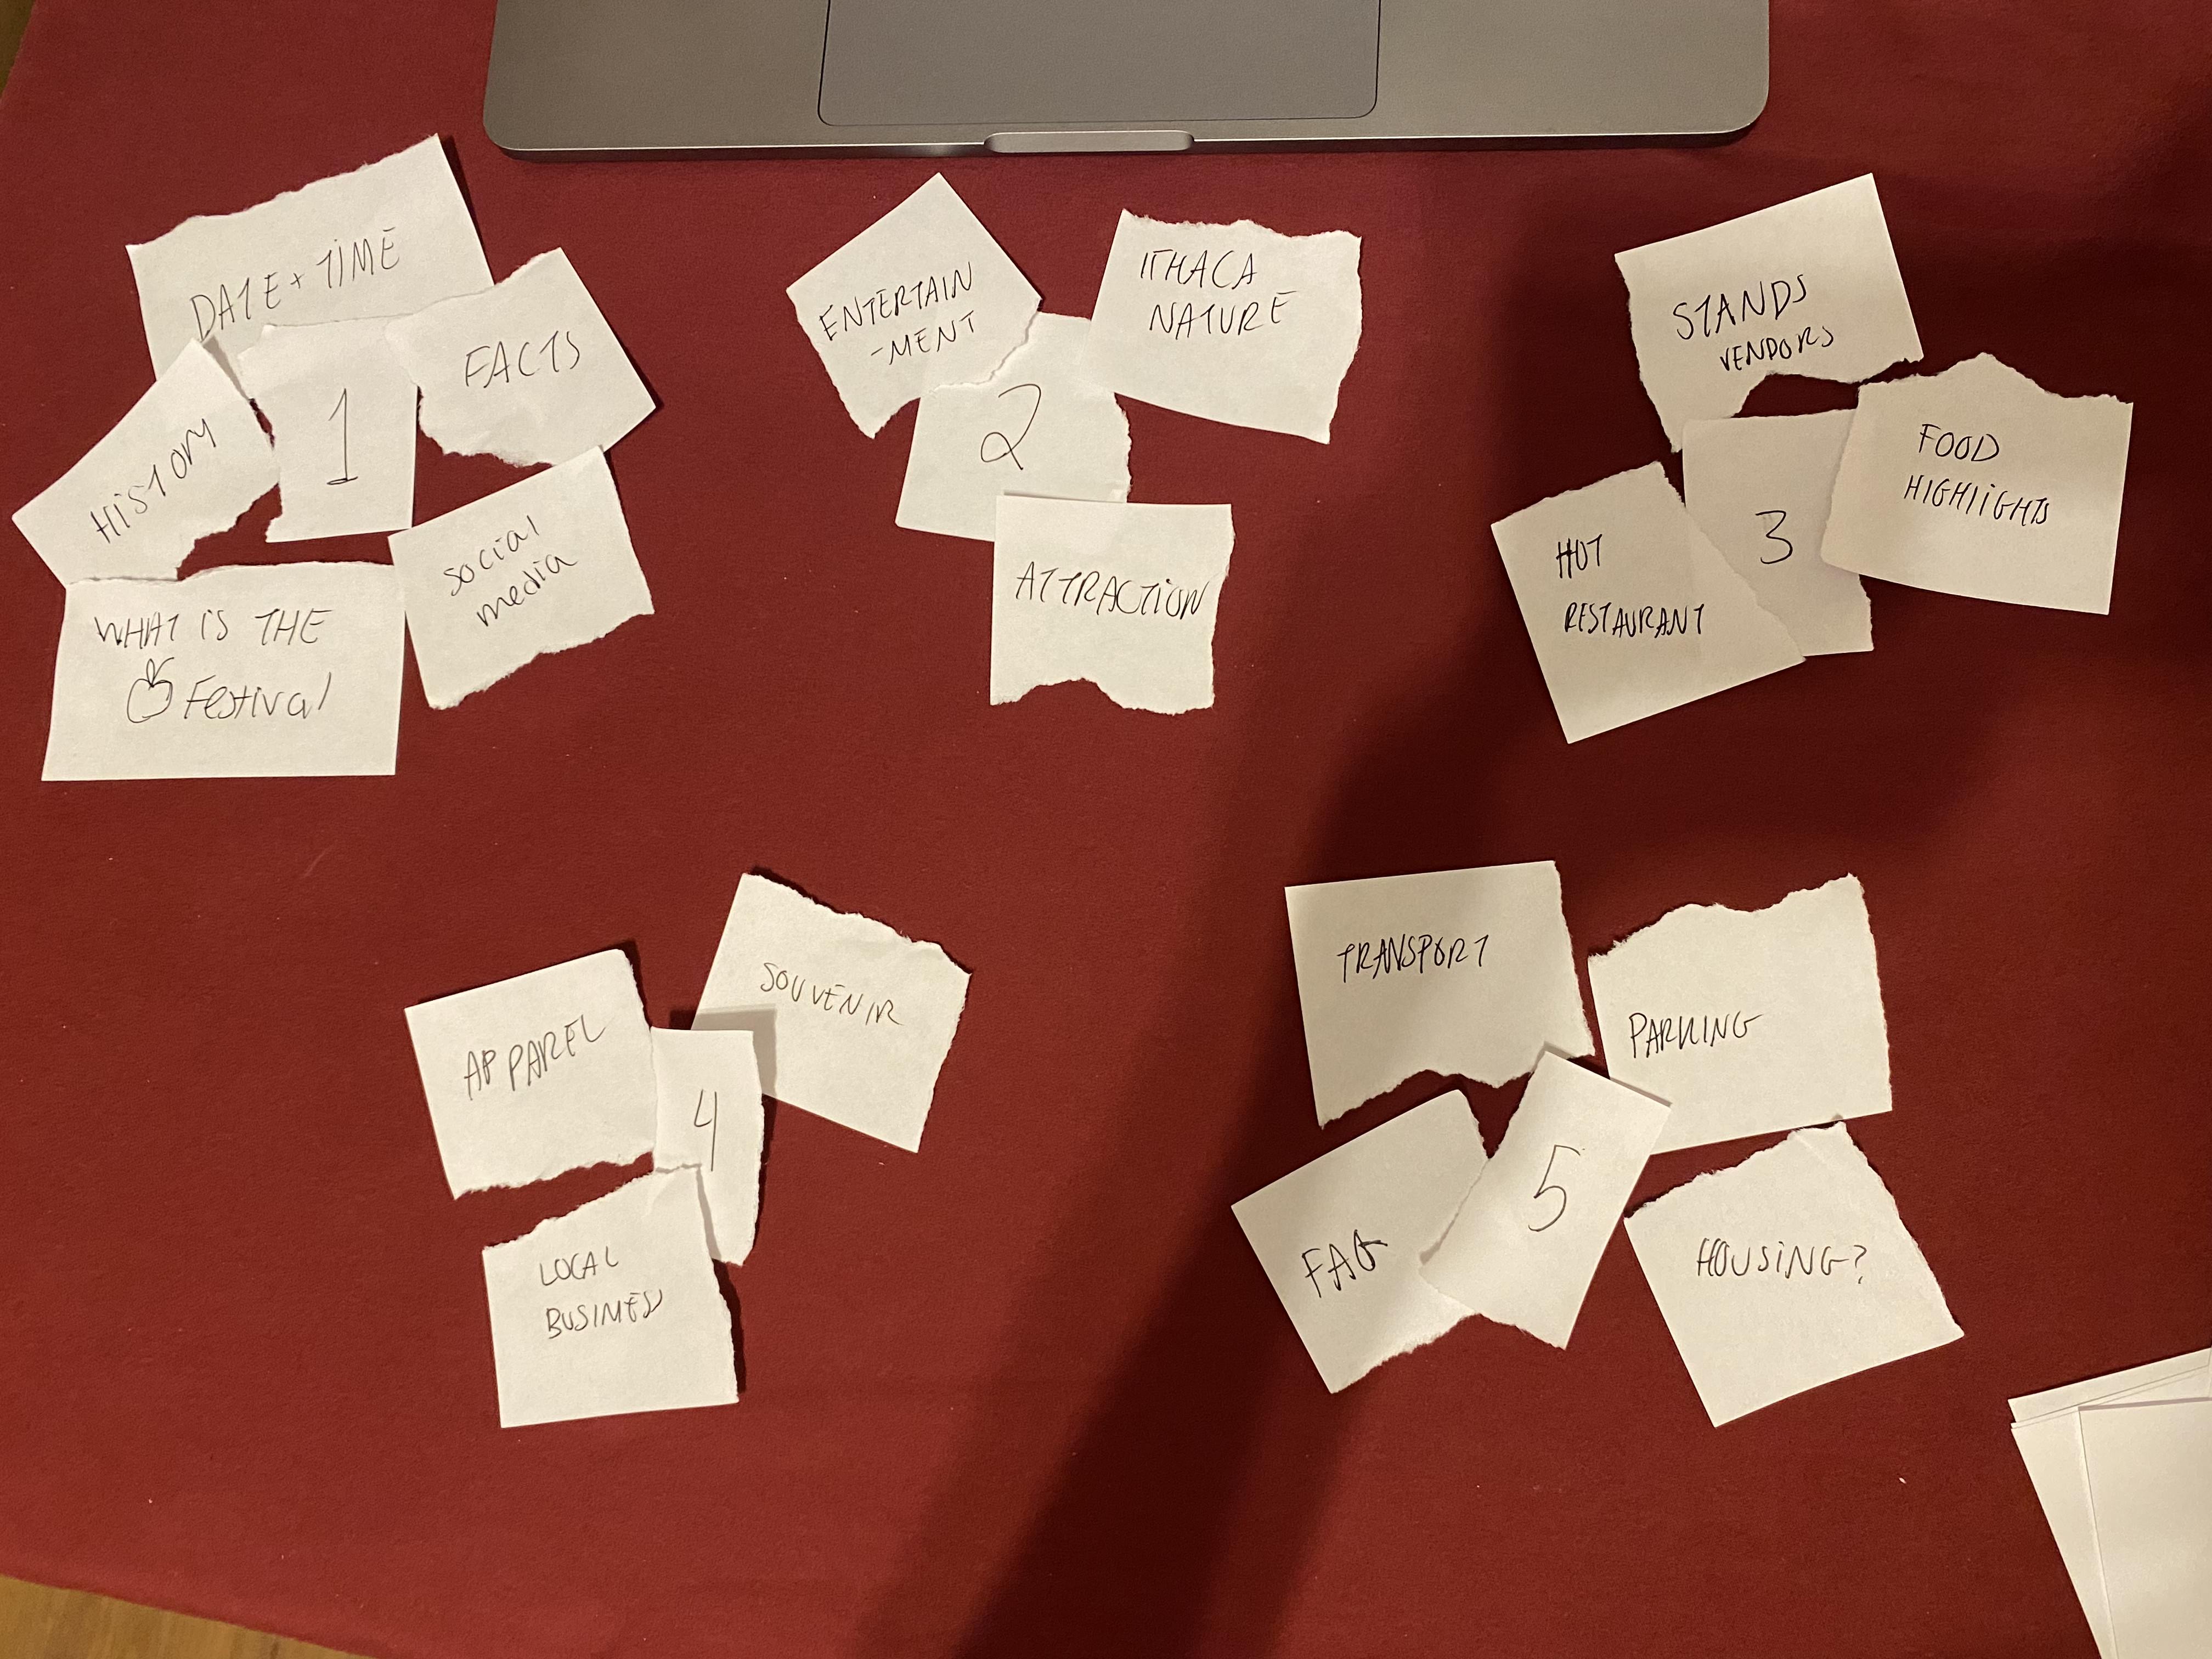 DATE + TIME
FACTS
HISTORY
1
social
media
WHAT IS THE
Festival
ENTERTAIN
-MENT
ITHACA
NATURE
2
ATTRACTION
STANDS
VENDORS
FOOD
HIGHLIGHTS
3
HOT
RESTAURANT
APPAREL
SOUVENIR
4
LOCAL
BUSINESS
TRANSPORT
PARKING
5
FAQ
HOUSING?